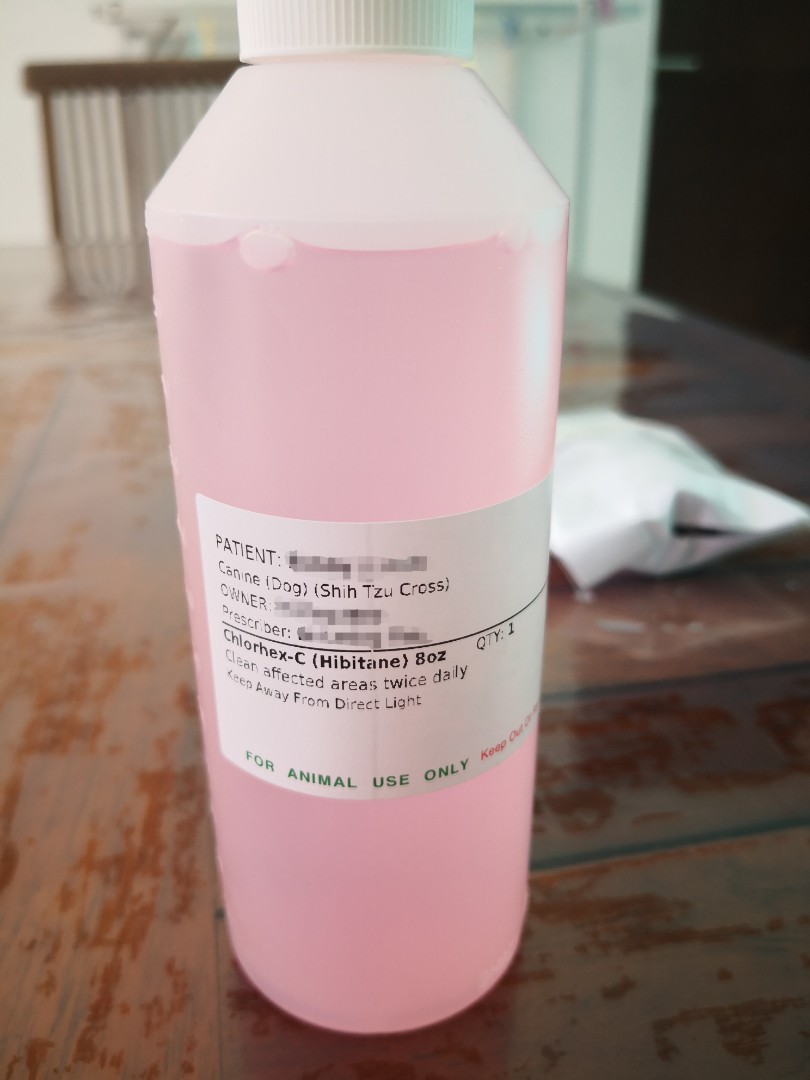 PATIENT:
Canine (Dog) (Shih Tzu Cross)
OWNER:
Prescriber:
Chlorhex-C (Hibitane) 8oz QTY: 1
Clean affected areas twice daily
Keep Away From Direct Light
FOR ANIMAL USE ONLY Keep Out Of